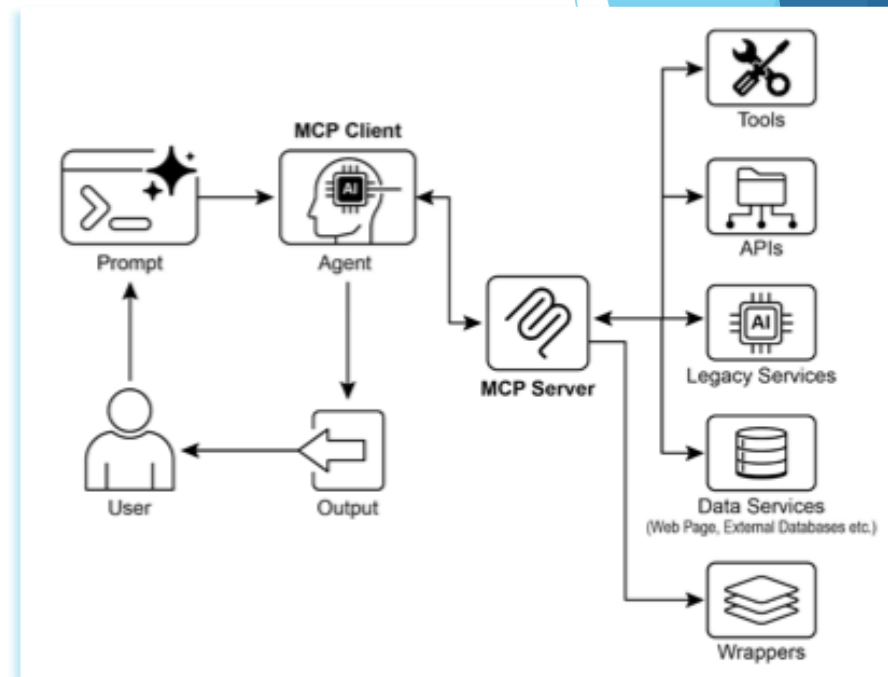 Tools
MCP Client
AI
Prompt
Agent
APIs
AI
Legacy Services
MCP Server
User
Output
Data Services
(Web Page, External Databases etc.)
Wrappers